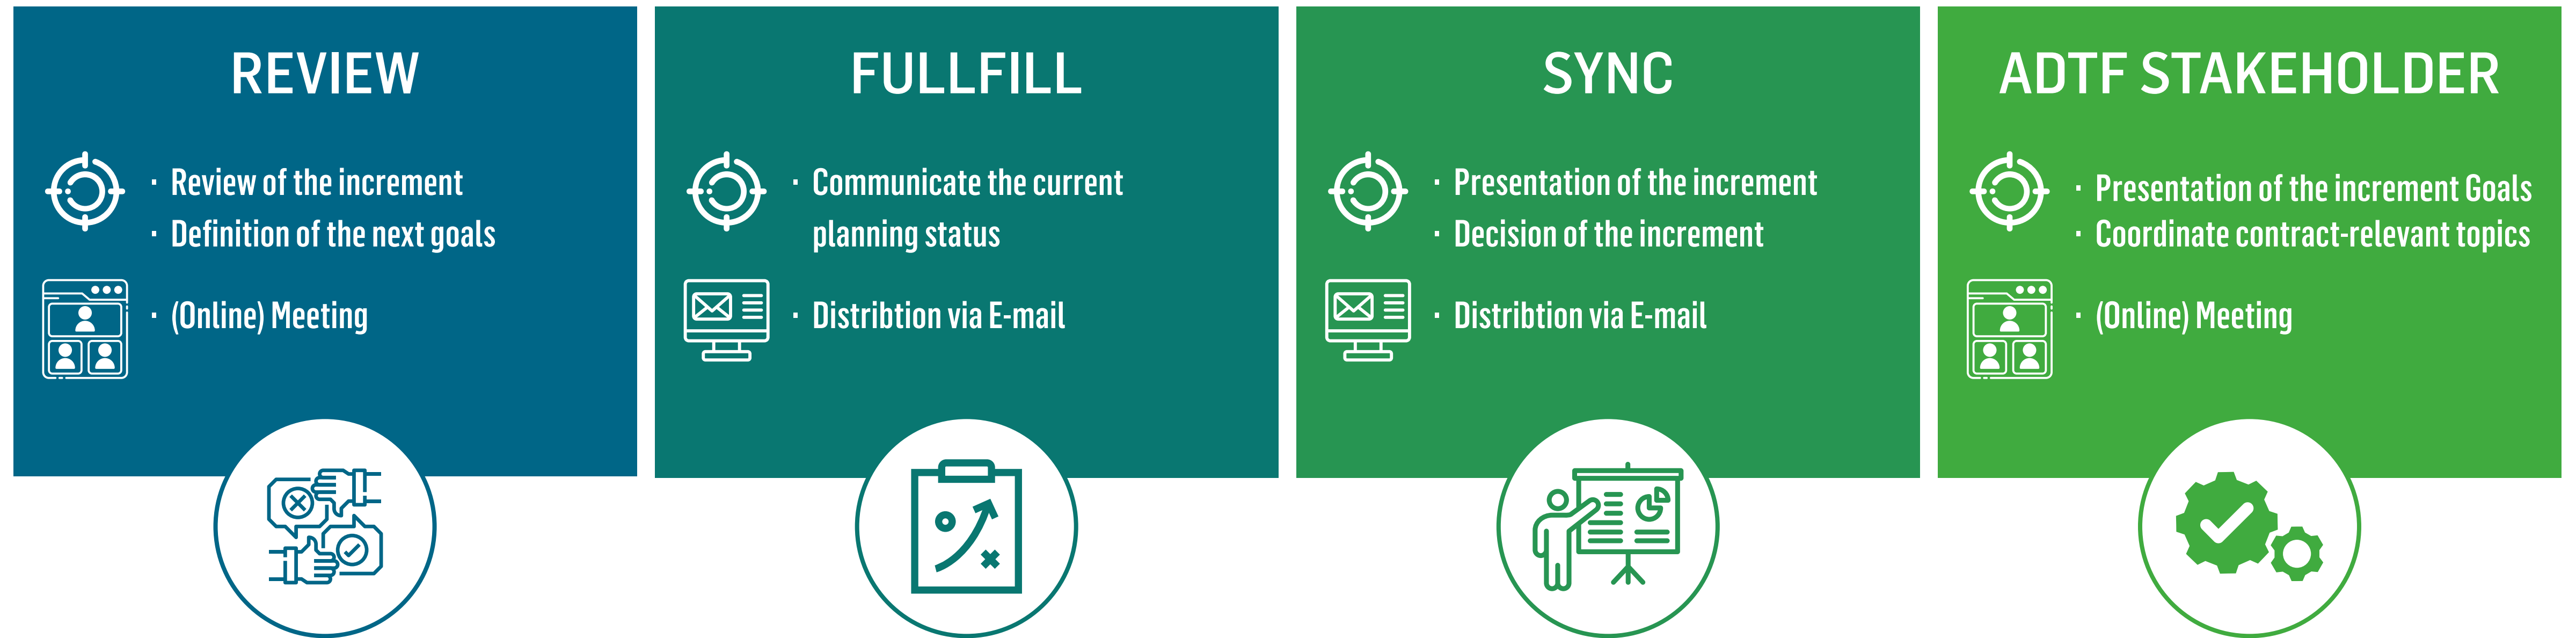 REVIEW
· Review of the increment
· Definition of the next goals
· (Online) Meeting
FULLFILL
· Communicate the current
planning status
· Distribtion via E-mail
SYNC
· Presentation of the increment
· Decision of the increment
· Distribtion via E-mail
ADTF STAKEHOLDER
· Presentation of the increment Goals
· Coordinate contract-relevant topics
· (Online) Meeting